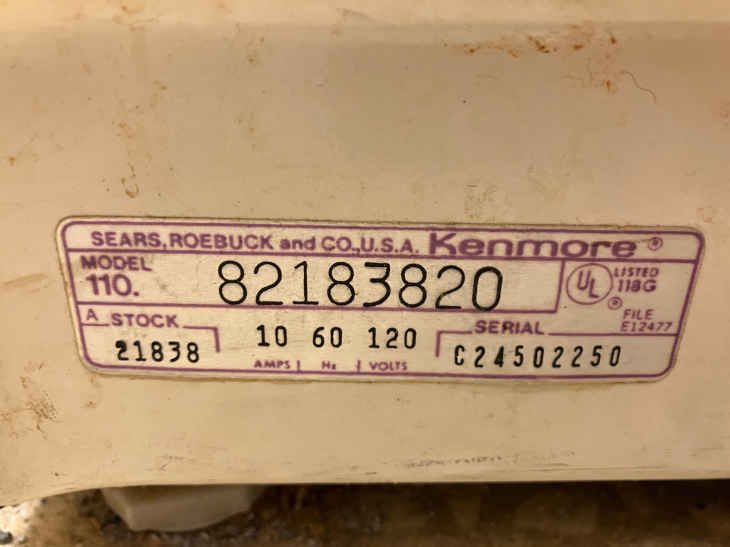 SEARS, ROEBUCK and CO., U.S.A. Kenmore ®
MODEL
110. 82183820
UL ® LISTED
118G
FILE
E12477
A STOCK
21838
10 60 120
AMPS Hz VOLTS
SERIAL
C24502250